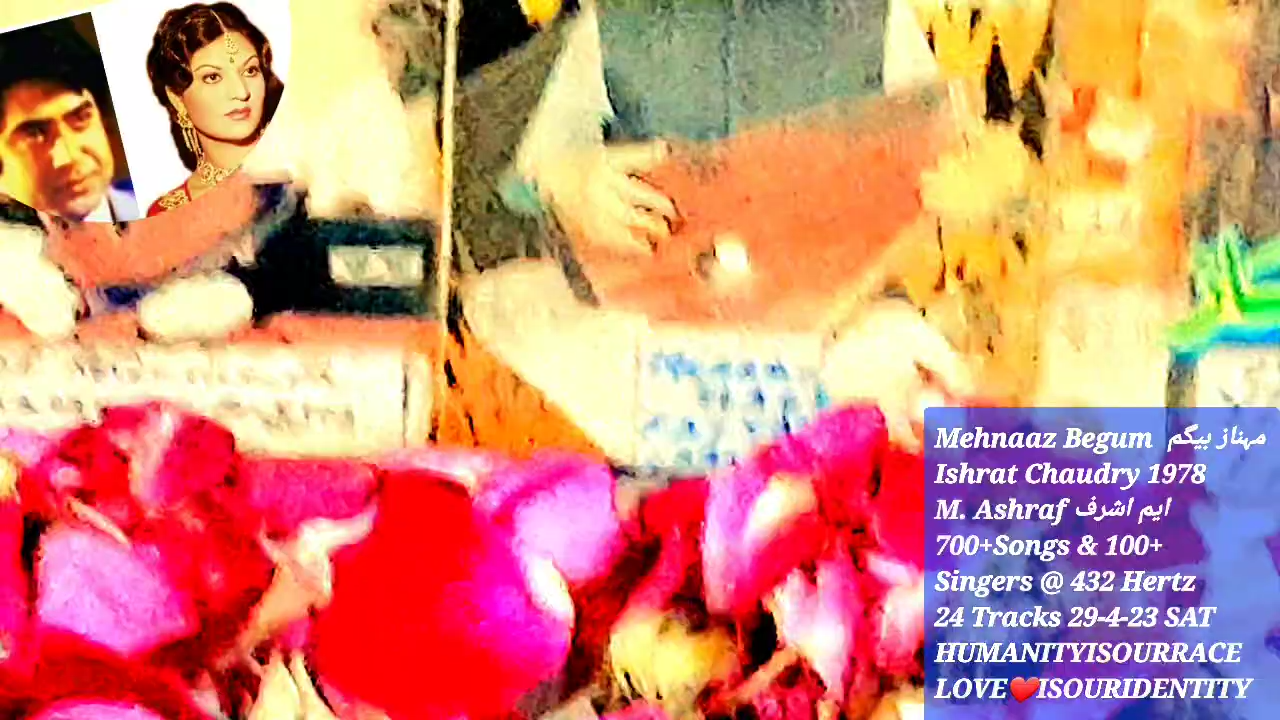 Mehnaaz Begum مہناز بیگم
Ishrat Chaudry 1978
M. Ashraf ایم اشرف
700+Songs & 100+
Singers @ 432 Hertz
24 Tracks 29-4-23 SAT
HUMANITYISOURRACE
LOVE❤️ISOURIDENTITY